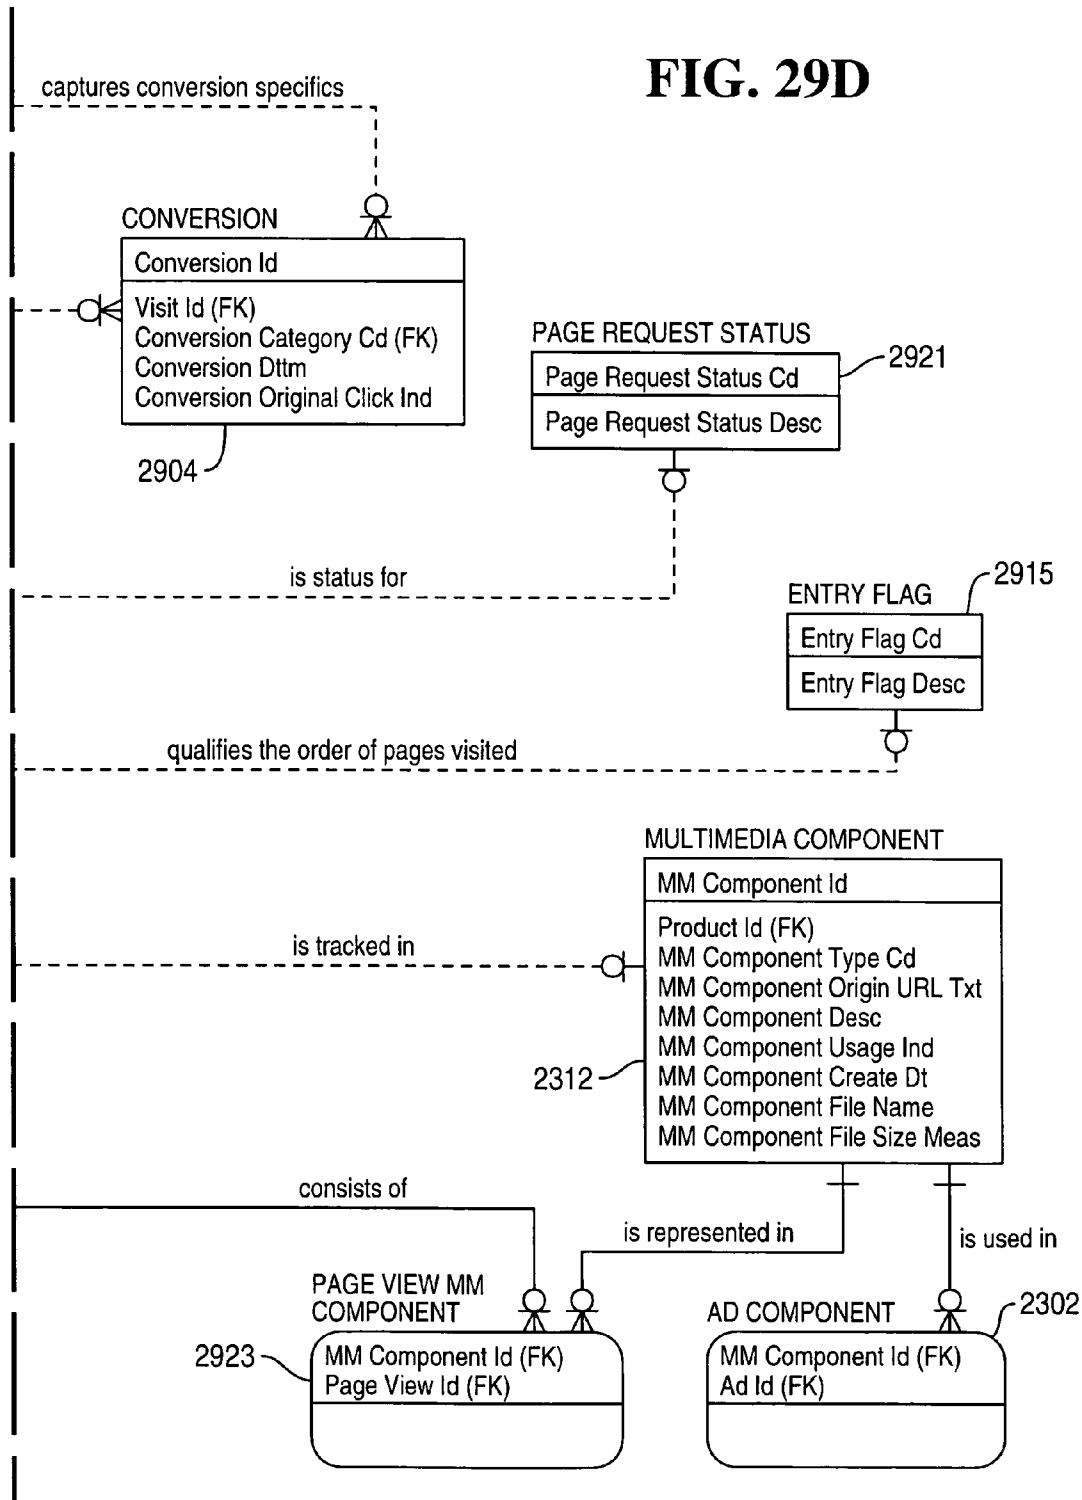 FIG. 29D
captures conversion specifics
CONVERSION
Conversion Id
Visit Id (FK)
Conversion Category Cd (FK)
Conversion Dttm
Conversion Original Click Ind
2904
PAGE REQUEST STATUS
2921
Page Request Status Cd
Page Request Status Desc
is status for
2915
ENTRY FLAG
Entry Flag Cd
Entry Flag Desc
qualifies the order of pages visited
MULTIMEDIA COMPONENT
MM Component Id
Product Id (FK)
MM Component Type Cd
MM Component Origin URL Txt
MM Component Desc
MM Component Usage Ind
MM Component Create Dt
MM Component File Name
MM Component File Size Meas
is tracked in
2312
consists of
is represented in
is used in
PAGE VIEW MM
COMPONENT
2923
MM Component Id (FK)
Page View Id (FK)
AD COMPONENT
2302
MM Component Id (FK)
Ad Id (FK)